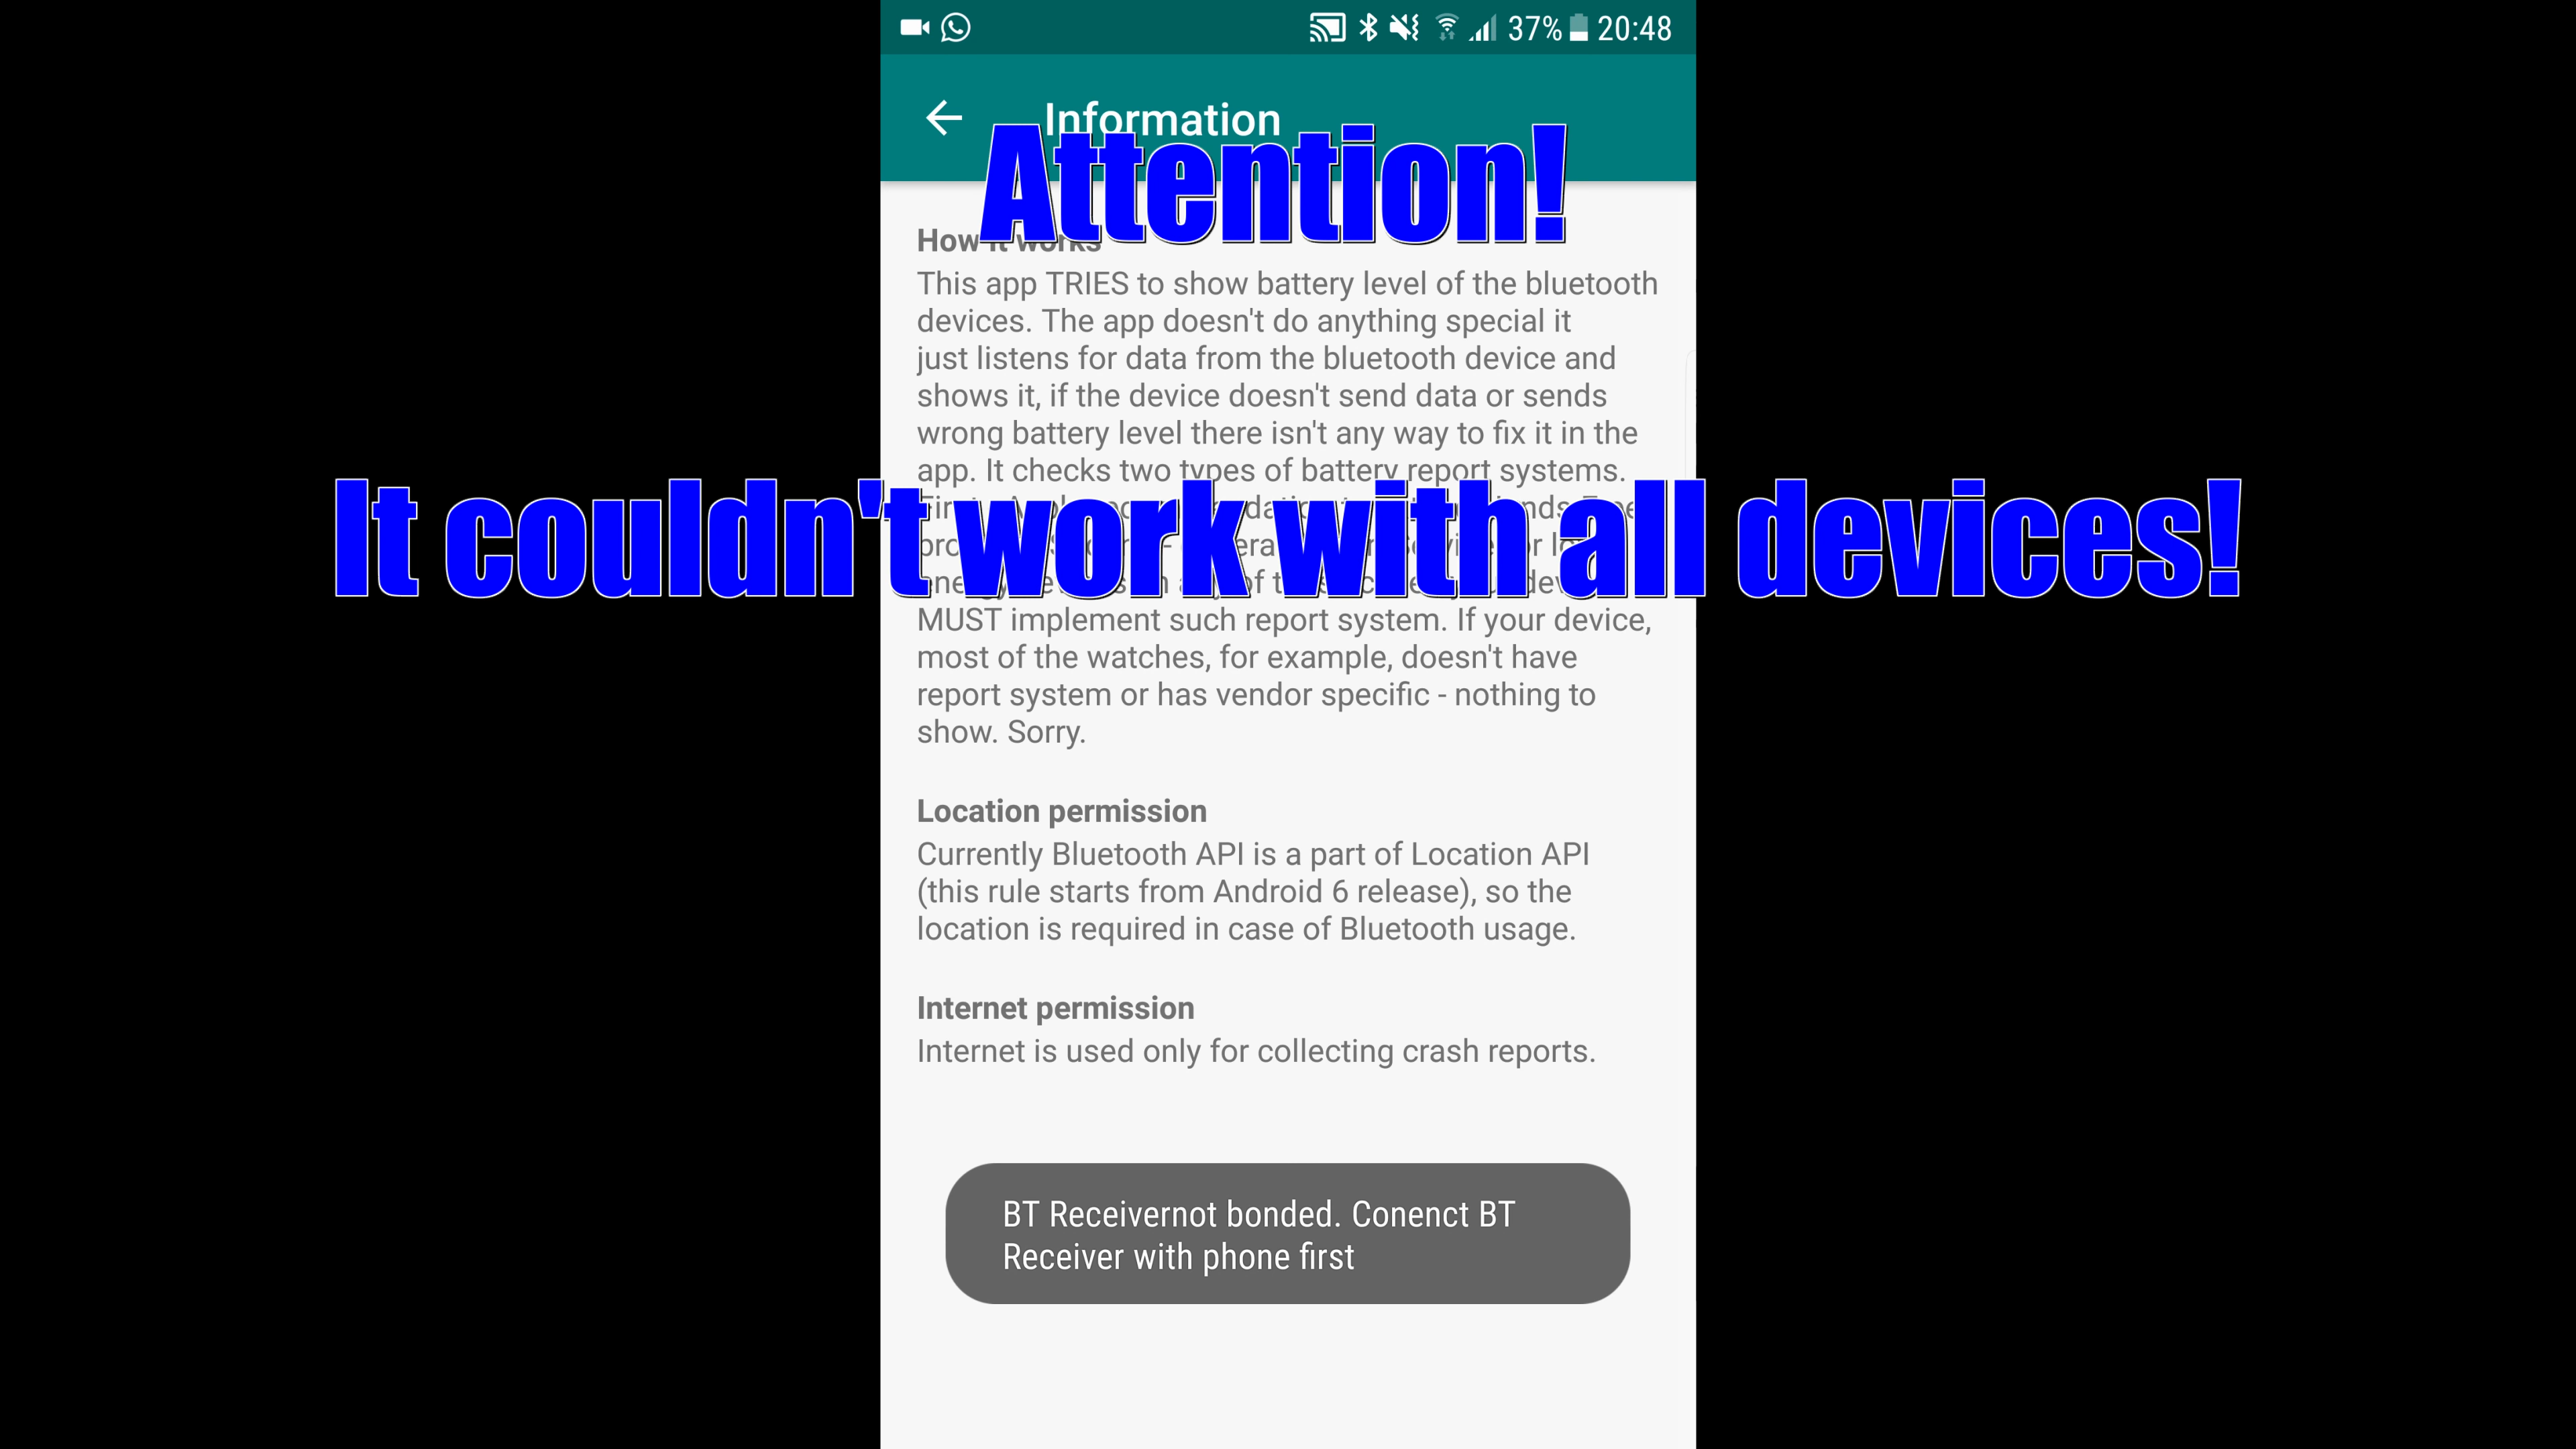 37% 20:48
Information
Attention!
How it works
This app TRIES to show battery level of the bluetooth
devices. The app doesn't do anything special it
just listens for data from the bluetooth device and
shows it, if the device doesn't send data or sends
wrong battery level there isn't any way to fix it in the
app. It checks two types of battery report systems.
It couldn't work with all devices!
MUST implement such report system. If your device,
most of the watches, for example, doesn't have
report system or has vendor specific - nothing to
show. Sorry.
Location permission
Currently Bluetooth API is a part of Location API
(this rule starts from Android 6 release), so the
location is required in case of Bluetooth usage.
Internet permission
Internet is used only for collecting crash reports.
BT Receivernot bonded. Conenct BT
Receiver with phone first